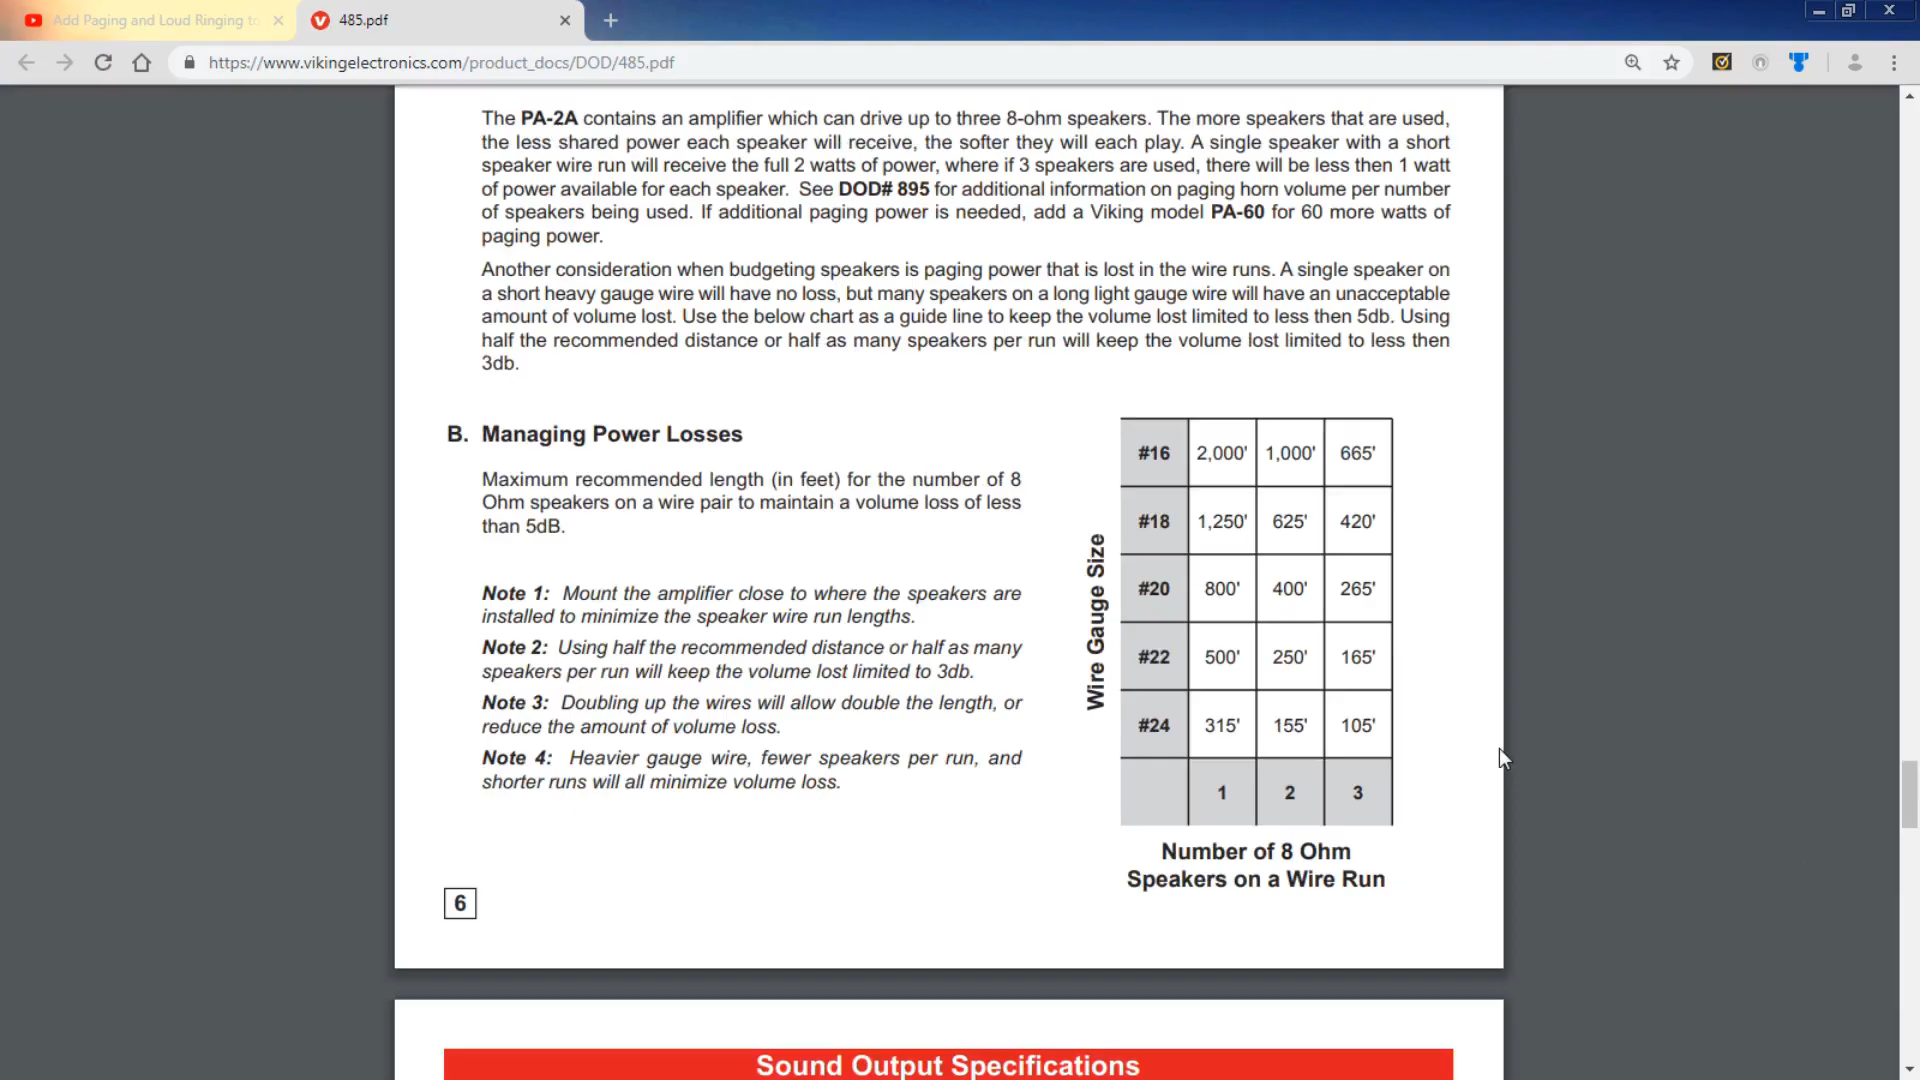 Add Paging and Loud Ringing to
485.pdf
https://www.vikingelectronics.com/product_docs/DOD/485.pdf
The PA-2A contains an amplifier which can drive up to three 8-ohm speakers. The more speakers that are used,
the less shared power each speaker will receive, the softer they will each play. A single speaker with a short
speaker wire run will receive the full 2 watts of power, where if 3 speakers are used, there will be less then 1 watt
of power available for each speaker. See DOD# 895 for additional information on paging horn volume per number
of speakers being used. If additional paging power is needed, add a Viking model PA-60 for 60 more watts of
paging power.
Another consideration when budgeting speakers is paging power that is lost in the wire runs. A single speaker on
a short heavy gauge wire will have no loss, but many speakers on a long light gauge wire will have an unacceptable
amount of volume lost. Use the below chart as a guide line to keep the volume lost limited to less then 5db. Using
half the recommended distance or half as many speakers per run will keep the volume lost limited to less then
3db.
B. Managing Power Losses
Maximum recommended length (in feet) for the number of 8
Ohm speakers on a wire pair to maintain a volume loss of less
than 5dB.
Note 1: Mount the amplifier close to where the speakers are
installed to minimize the speaker wire run lengths.
Note 2: Using half the recommended distance or half as many
speakers per run will keep the volume lost limited to 3db.
Note 3: Doubling up the wires will allow double the length, or
reduce the amount of volume loss.
Note 4: Heavier gauge wire, fewer speakers per run, and
shorter runs will all minimize volume loss.
Wire Gauge Size
#16 2,000' 1,000' 665'
#18 1,250' 625' 420'
#20 800' 400' 265'
#22 500' 250' 165'
#24 315' 155' 105'
1 2 3
Number of 8 Ohm
Speakers on a Wire Run
6
Sound Output Specifications